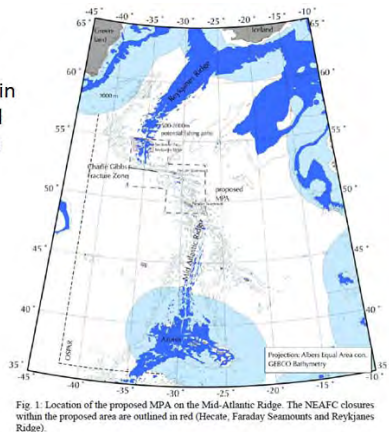 -45° -40° -35° -30° -25° -20° -15° -10°
Green-
land
Iceland
in
60°
60°
Reykjanes Ridge
3000 m
500-2000m
potential fishing area
55°
55°
Charlie Gibbs
Fracture Zone
proposed
MPA
50°
50°
Mid Atlantic Ridge
45°
45°
40°
40°
Azores
OSPAR
Projection: Albers Equal Area con.
GEBCO Bathymetry
35°
35°
-45 -40 -35 -30 -25 -20 -15 -10
Fig. 1: Location of the proposed MPA on the Mid-Atlantic Ridge. The NEAFC closures
within the proposed area are outlined in red (Hecate, Faraday Seamounts and Reykjanes
Ridge).